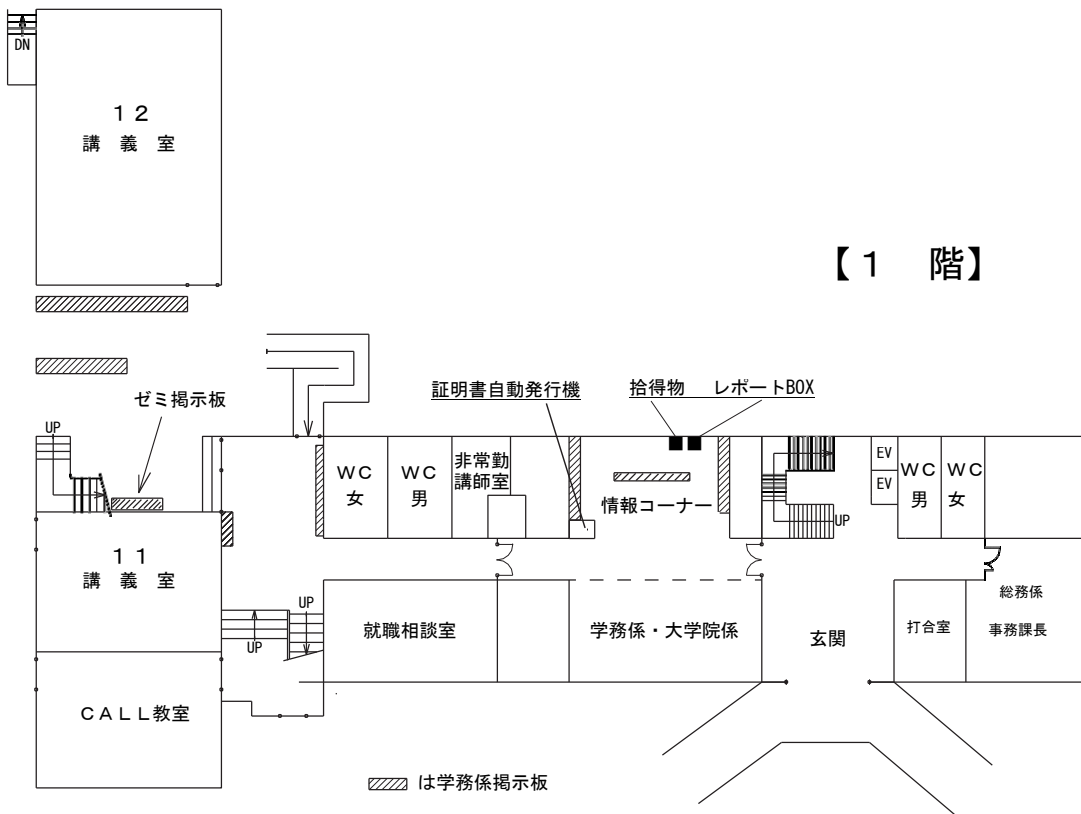 DN
１２
講　義　室
【１　階】
証明書自動発行機
拾得物
レポートBOX
ゼミ掲示板
UP
ＷＣ
女
ＷＣ
男
非常勤
講師室
情報コーナー
UP
EV
EV
ＷＣ
男
ＷＣ
女
１１
講　義　室
UP
UP
就職相談室
学務係・大学院係
玄関
打合室
総務係
事務課長
ＣＡＬＬ教室
は学務係掲示板